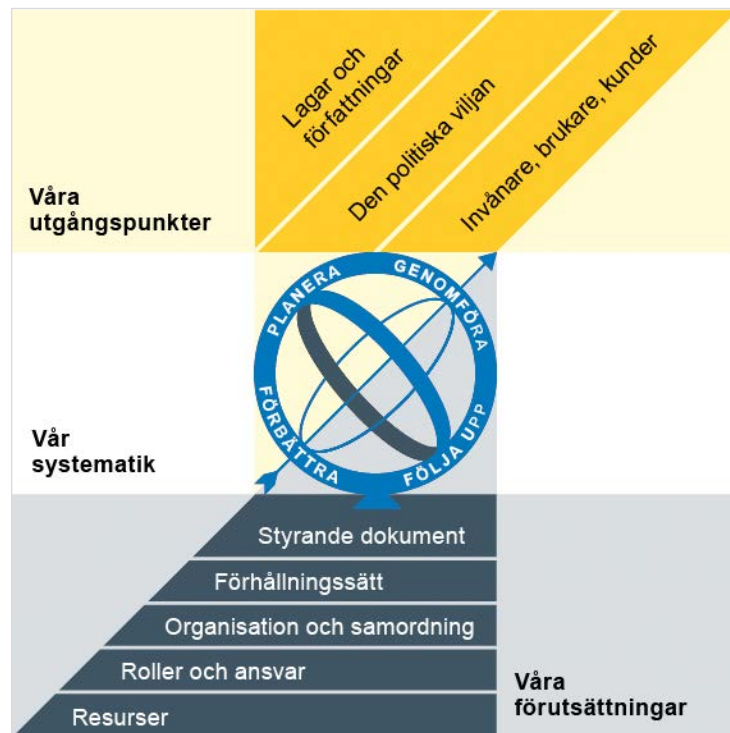 Lagar och
författningar
Den politiska viljan
Invånare, brukare, kunder
Våra
utgångspunkter
PLANERA
GENOMFÖRA
FÖLJA UPP
FÖRBÄTTRA
Vår
systematik
Styrande dokument
Förhållningssätt
Organisation och samordning
Roller och ansvar
Resurser
Våra
förutsättningar